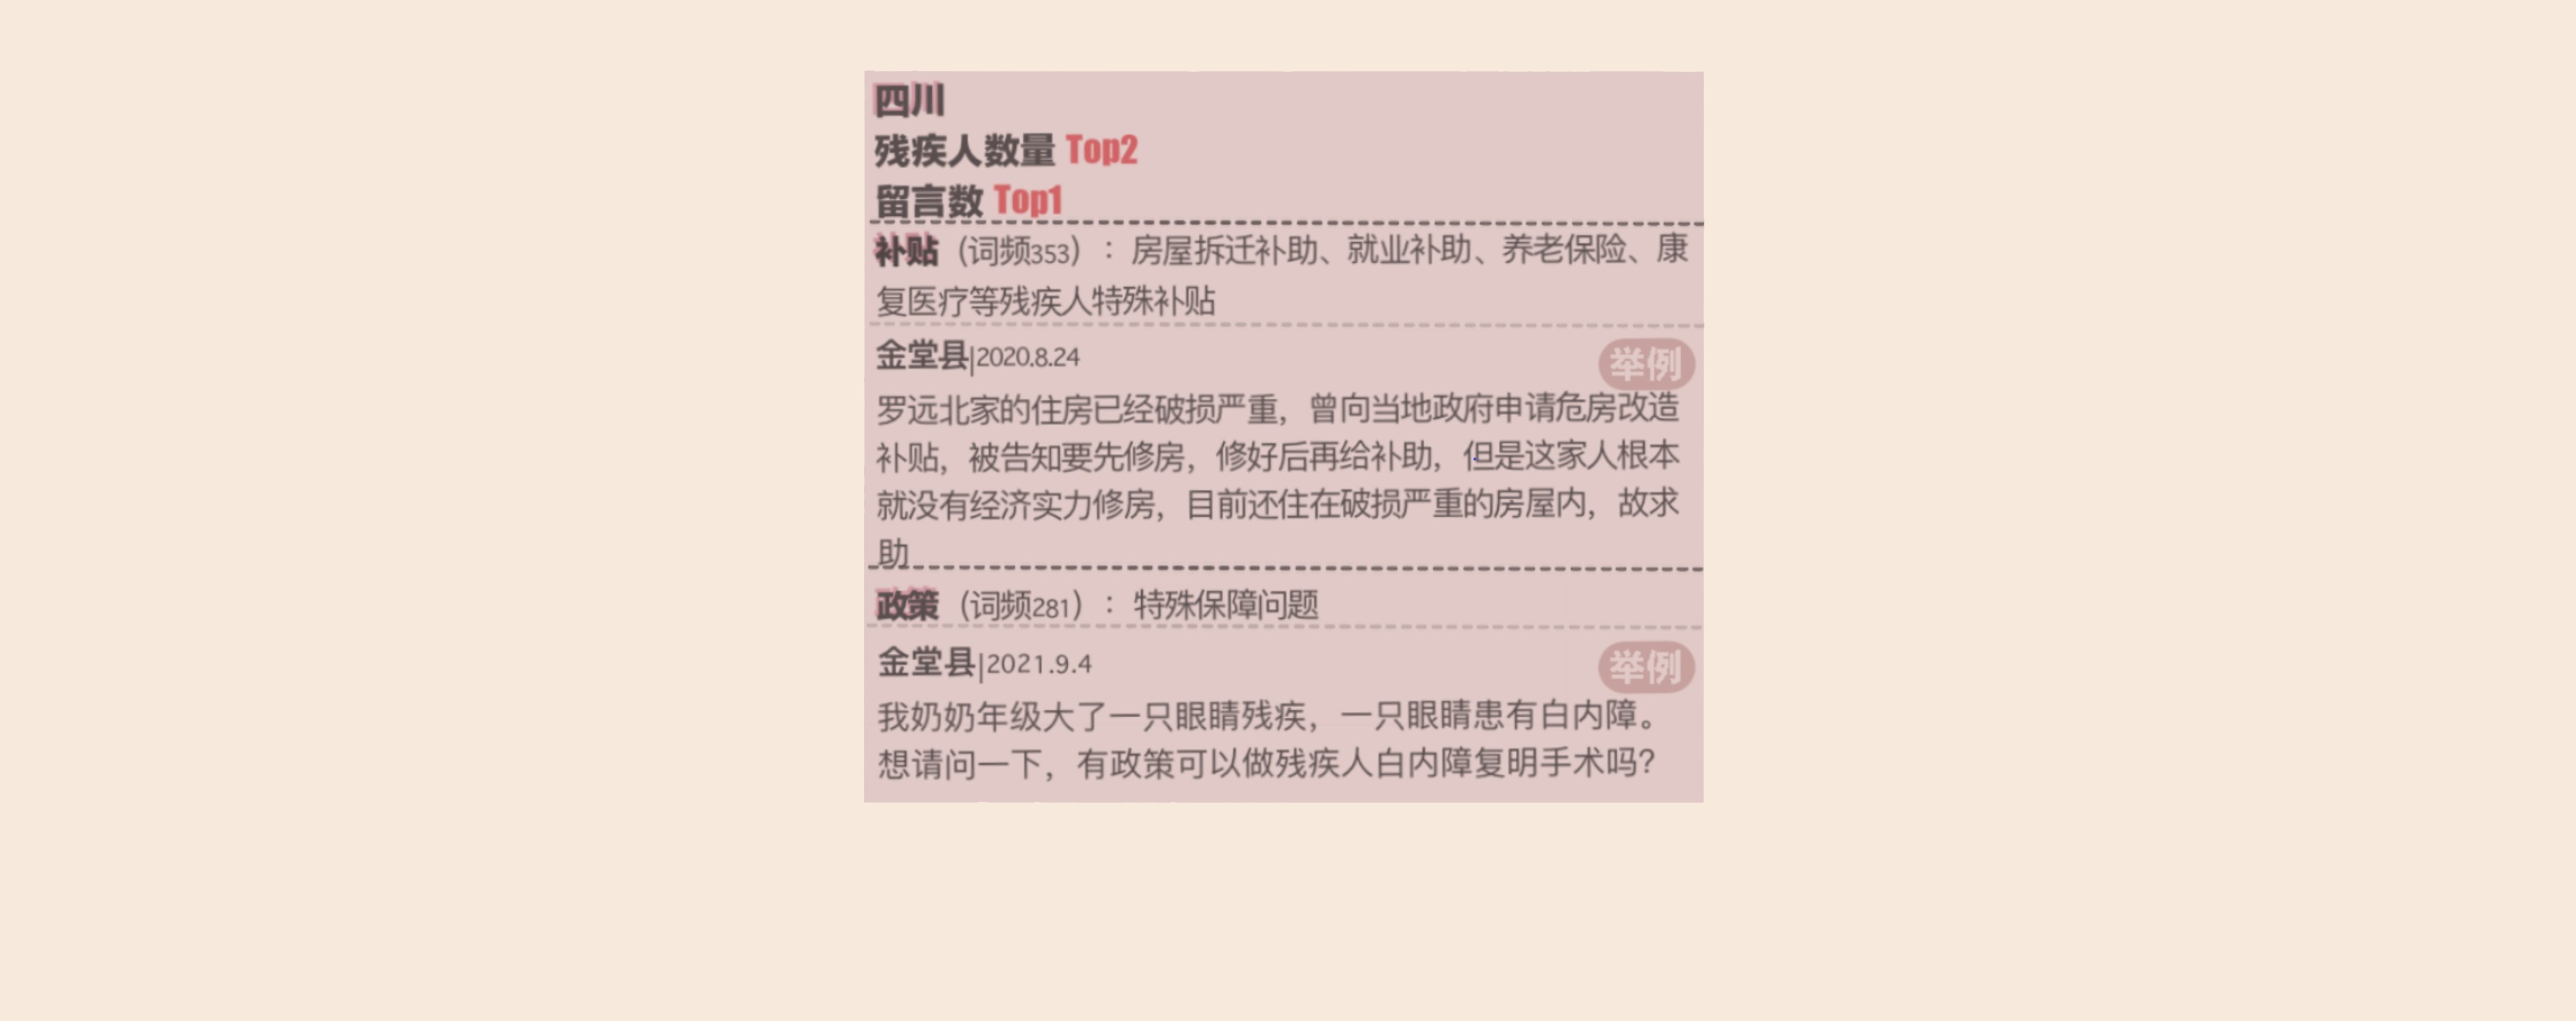 四川
残疾人数量 Top2
留言数 Top1
补贴（词频353）：房屋拆迁补助、就业补助、养老保险、康
复医疗等残疾人特殊补贴
金堂县|2020.8.24
举例
罗远北家的住房已经破损严重，曾向当地政府申请危房改造
补贴，被告知要先修房，修好后再给补助，但是这家人根本
就没有经济实力修房，目前还住在破损严重的房屋内，故求
助
政策（词频281）：特殊保障问题
金堂县|2021.9.4
举例
我奶奶年级大了一只眼睛残疾，一只眼睛患有白内障。
想请问一下，有政策可以做残疾人白内障复明手术吗？